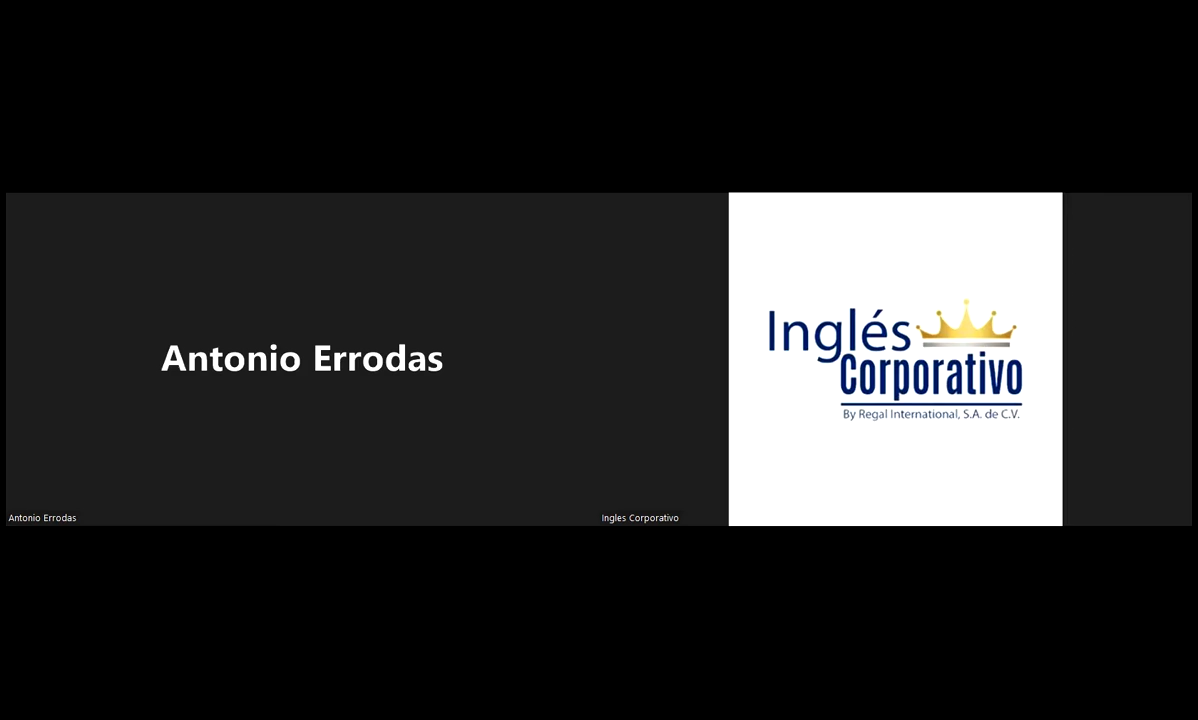 Antonio Errodas
Inglés
Corporativo
By Regal International, S.A. de C.V.
Antonio Errodas
Ingles Corporativo